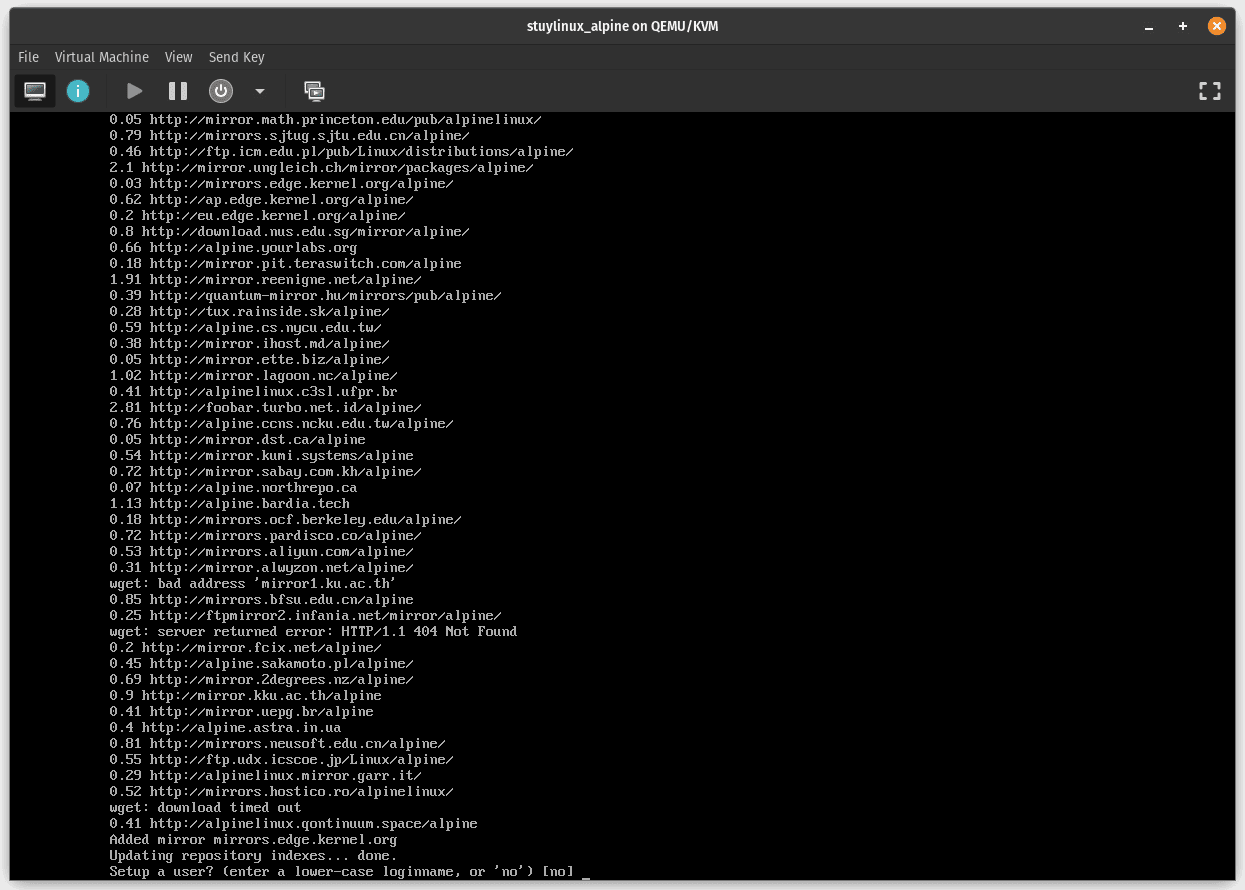 stuylinux_alpine on QEMU/KVM
File Virtual Machine View Send Key
0.05 http://mirror.math.princeton.edu/pub/alpinelinux/
0.79 http://mirrors.sjtug.sjtu.edu.cn/alpine/
0.46 http://ftp.icm.edu.pl/pub/Linux/distributions/alpine/
2.1 http://mirror.ungleich.ch/mirror/packages/alpine/
0.03 http://mirrors.edge.kernel.org/alpine/
0.62 http://ap.edge.kernel.org/alpine/
0.2 http://eu.edge.kernel.org/alpine/
0.8 http://download.nus.edu.sg/mirror/alpine/
0.66 http://alpine.yourlabs.org
0.18 http://mirror.pit.teraswitch.com/alpine
1.91 http://mirror.reenigne.net/alpine/
0.39 http://quantum-mirror.hu/mirrors/pub/alpine/
0.28 http://tux.rainside.sk/alpine/
0.59 http://alpine.cs.nycu.edu.tw/
0.38 http://mirror.ihost.md/alpine/
0.05 http://mirror.ette.biz/alpine/
1.02 http://mirror.lagoon.nc/alpine/
0.41 http://alpinelinux.c3sl.ufpr.br
2.81 http://foobar.turbo.net.id/alpine/
0.76 http://alpine.ccns.ncku.edu.tw/alpine/
0.05 http://mirror.dst.ca/alpine
0.54 http://mirror.kumi.systems/alpine
0.72 http://mirror.sabay.com.kh/alpine/
0.07 http://alpine.northrepo.ca
1.13 http://alpine.bardia.tech
0.18 http://mirrors.ocf.berkeley.edu/alpine/
0.72 http://mirrors.pardisco.co/alpine/
0.53 http://mirrors.aliyun.com/alpine/
0.31 http://mirror.alwyzon.net/alpine/
wget: bad address 'mirror1.ku.ac.th'
0.85 http://mirrors.bfsu.edu.cn/alpine
0.25 http://ftpmirror2.infania.net/mirror/alpine/
wget: server returned error: HTTP/1.1 404 Not Found
0.2 http://mirror.fcix.net/alpine/
0.45 http://alpine.sakamoto.pl/alpine/
0.69 http://mirror.2degrees.nz/alpine/
0.9 http://mirror.kku.ac.th/alpine
0.41 http://mirror.uepg.br/alpine
0.4 http://alpine.astra.in.ua
0.81 http://mirrors.neusoft.edu.cn/alpine/
0.55 http://ftp.udx.icscoe.jp/Linux/alpine/
0.29 http://alpinelinux.mirror.garr.it/
0.52 http://mirrors.hostico.ro/alpinelinux/
wget: download timed out
0.41 http://alpinelinux.qontinuum.space/alpine
Added mirror mirrors.edge.kernel.org
Updating repository indexes... done.
Setup a user? (enter a lower-case loginname, or 'no') [no] _